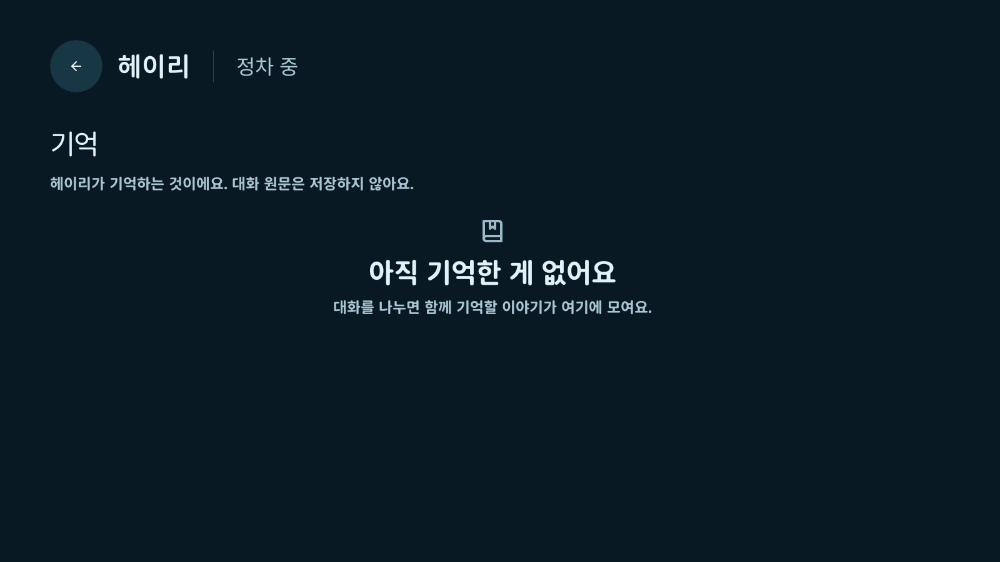 헤이리
정차 중
기억
헤이리가 기억하는 것이에요. 대화 원문은 저장하지 않아요.
아직 기억한 게 없어요
대화를 나누면 함께 기억할 이야기가 여기에 모여요.